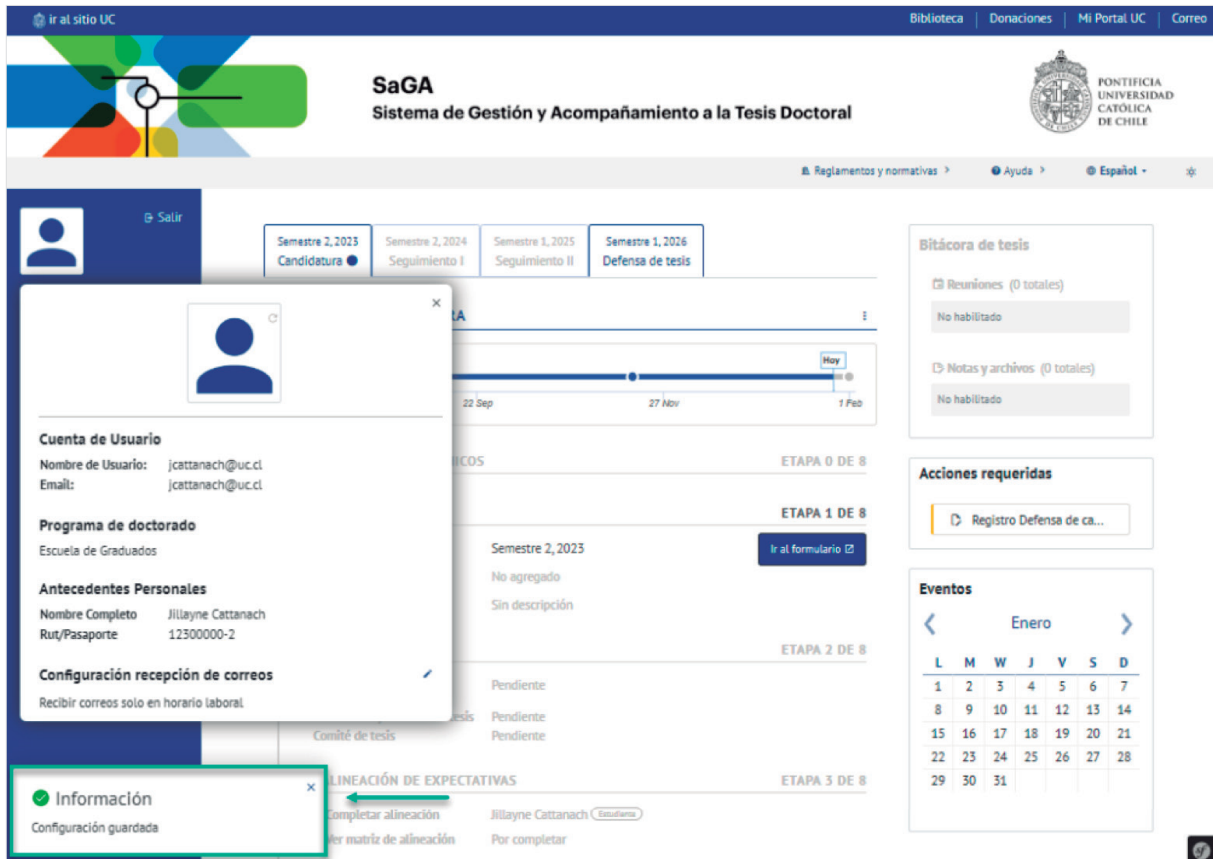 ir al sitio UC
Biblioteca
Donaciones
Mi Portal UC
Correo
SaGA
Sistema de Gestión y Acompañamiento a la Tesis Doctoral
PONTIFICIA
UNIVERSIDAD
CATÓLICA
DE CHILE
Reglamentos y normativas
Ayuda
Español
Salir
Semestre 2, 2023
Candidatura
Semestre 2, 2024
Seguimiento I
Semestre 1, 2025
Seguimiento II
Semestre 1, 2026
Defensa de tesis
RA
Hoy
22 Sep
27 Nov
1 Feb
ICOS
ETAPA 0 DE 8
ETAPA 1 DE 8
Semestre 2, 2023
Ir al formulario
No agregado
Sin descripción
ETAPA 2 DE 8
Pendiente
esis Pendiente
Comité de tesis Pendiente
ALINEACIÓN DE EXPECTATIVAS
ETAPA 3 DE 8
Completar alineación
Jillayne Cattanach
Estudiante
Ver matriz de alineación
Por completar
Cuenta de Usuario
Nombre de Usuario: jcattanach@uc.cl
Email: jcattanach@uc.cl
Programa de doctorado
Escuela de Graduados
Antecedentes Personales
Nombre Completo Jillayne Cattanach
Rut/Pasaporte 12300000-2
Configuración recepción de correos
Recibir correos solo en horario laboral
Información
Configuración guardada
Bitácora de tesis
Reuniones (0 totales)
No habilitado
Notas y archivos (0 totales)
No habilitado
Acciones requeridas
Registro Defensa de ca...
Eventos
Enero
L M W J V S D
1 2 3 4 5 6 7
8 9 10 11 12 13 14
15 16 17 18 19 20 21
22 23 24 25 26 27 28
29 30 31
sf